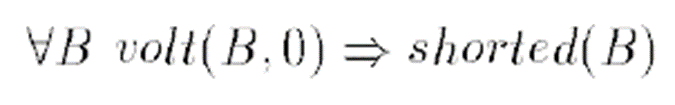 ∀B volt(B,0) ⇒ shorted(B)